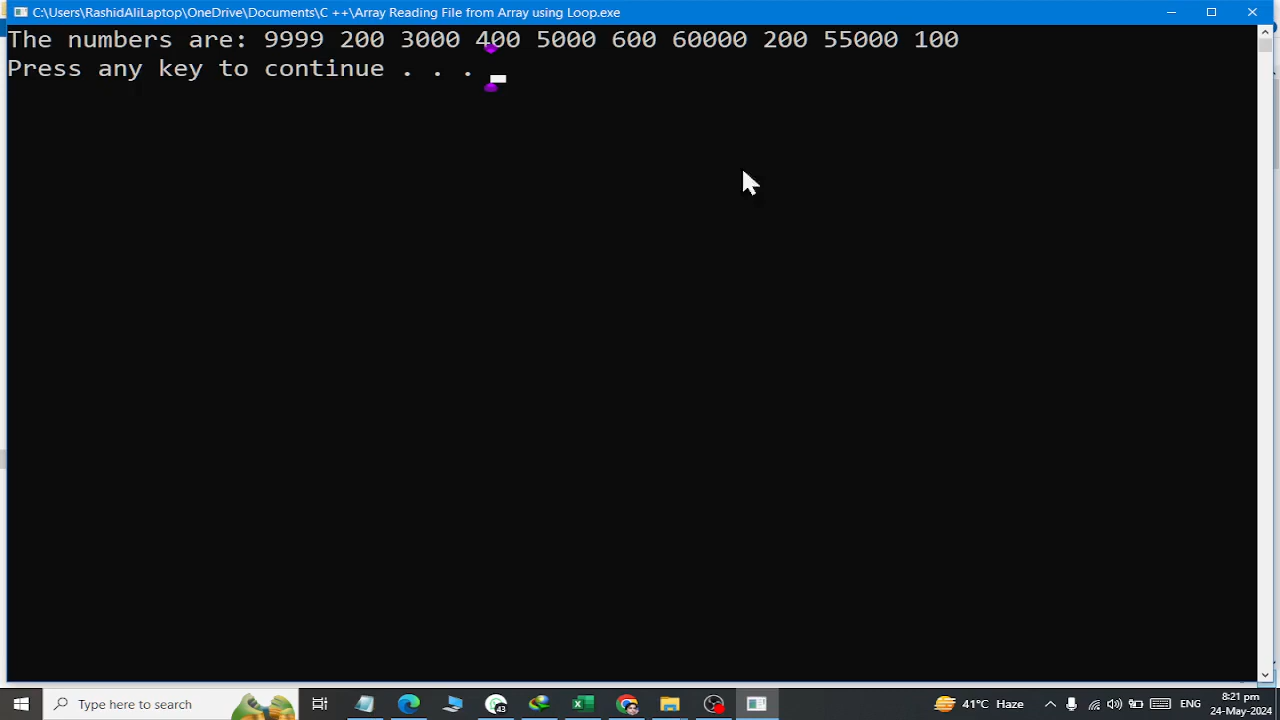 C:\Users\RashidAliLaptop\OneDrive\Documents\C ++\Array Reading File from Array using Loop.exe
The numbers are: 9999 200 3000 400 5000 600 60000 200 55000 100
Press any key to continue . . .
Type here to search
43
41°C Haze
ENG
8:21 pm
24-May-2024